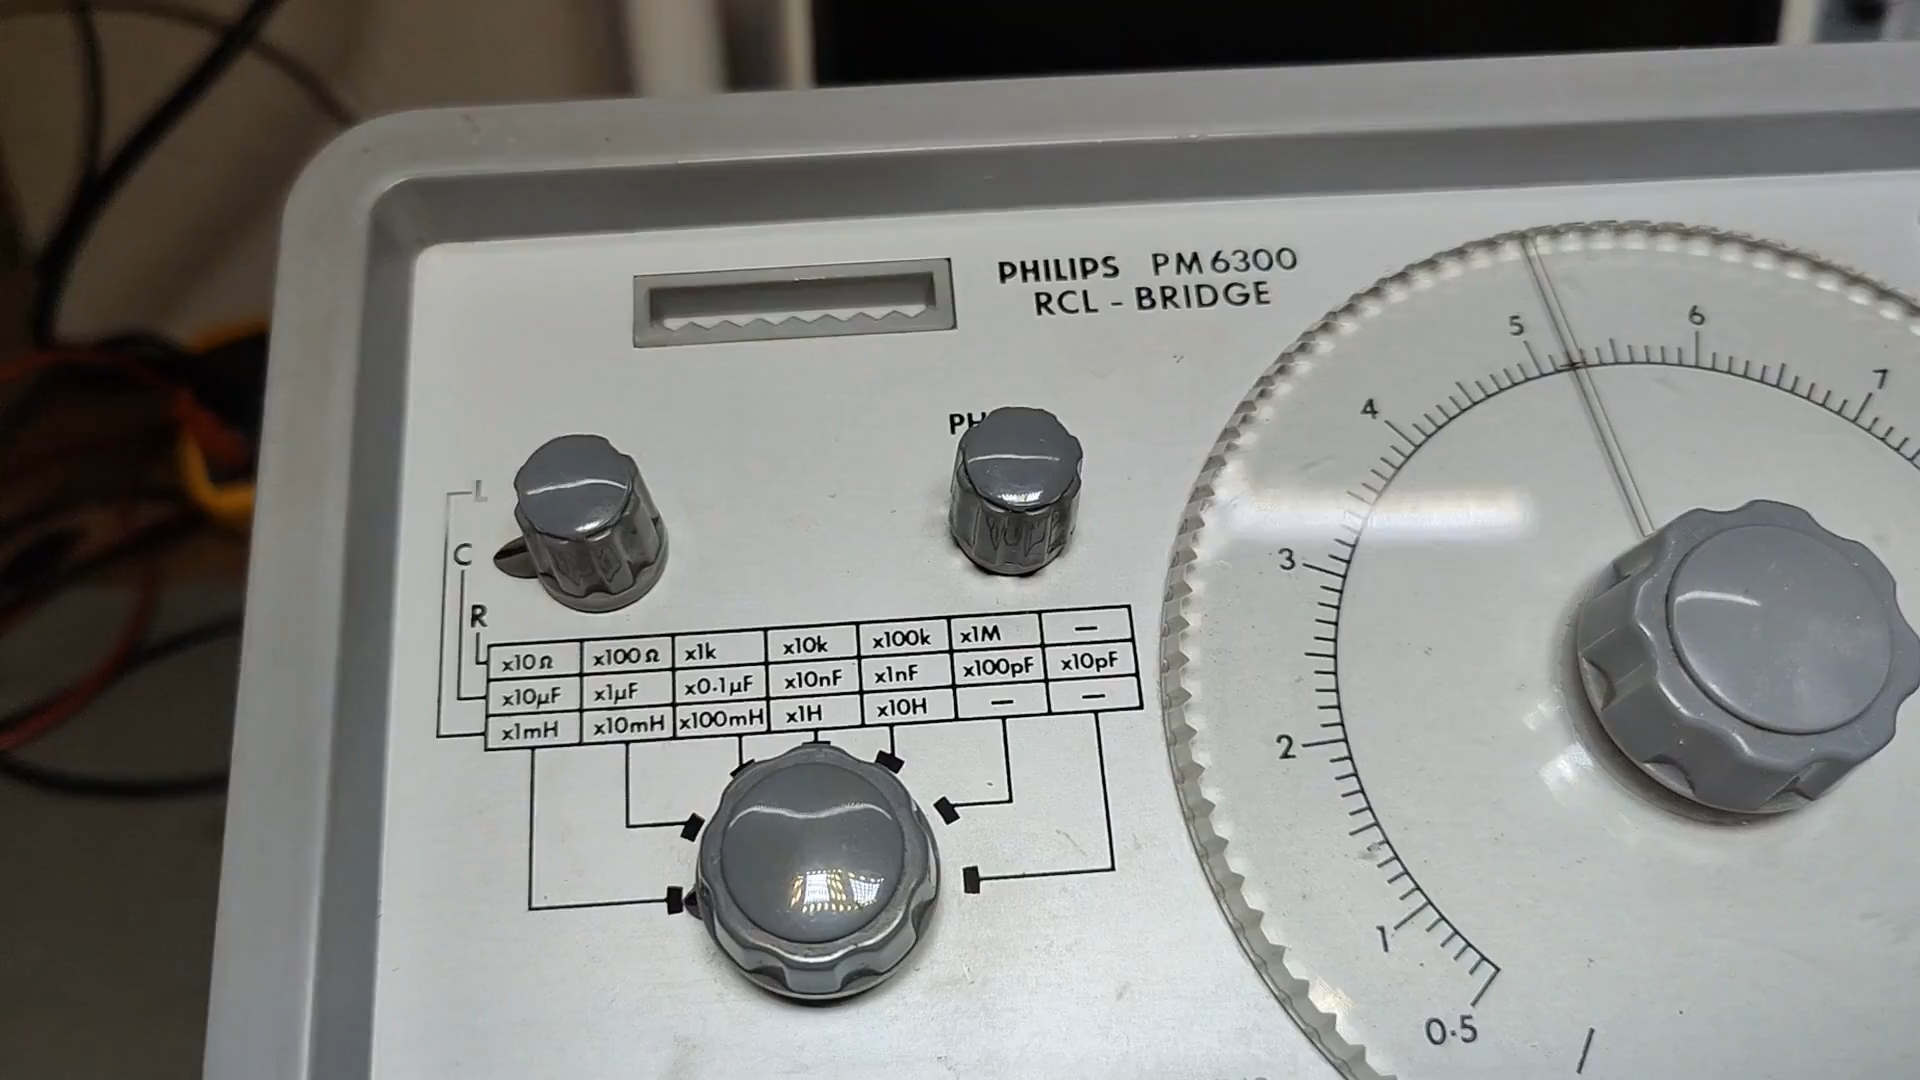 PHILIPS PM 6300
RCL - BRIDGE
PH
L
C
R
x10Ω x100Ω x1k x10k x100k x1M —
x10µF x1µF x0·1µF x10nF x1nF x100pF x10pF
x1mH x10mH x100mH x1H x10H — —
0·5
1
2
3
4
5
6
7